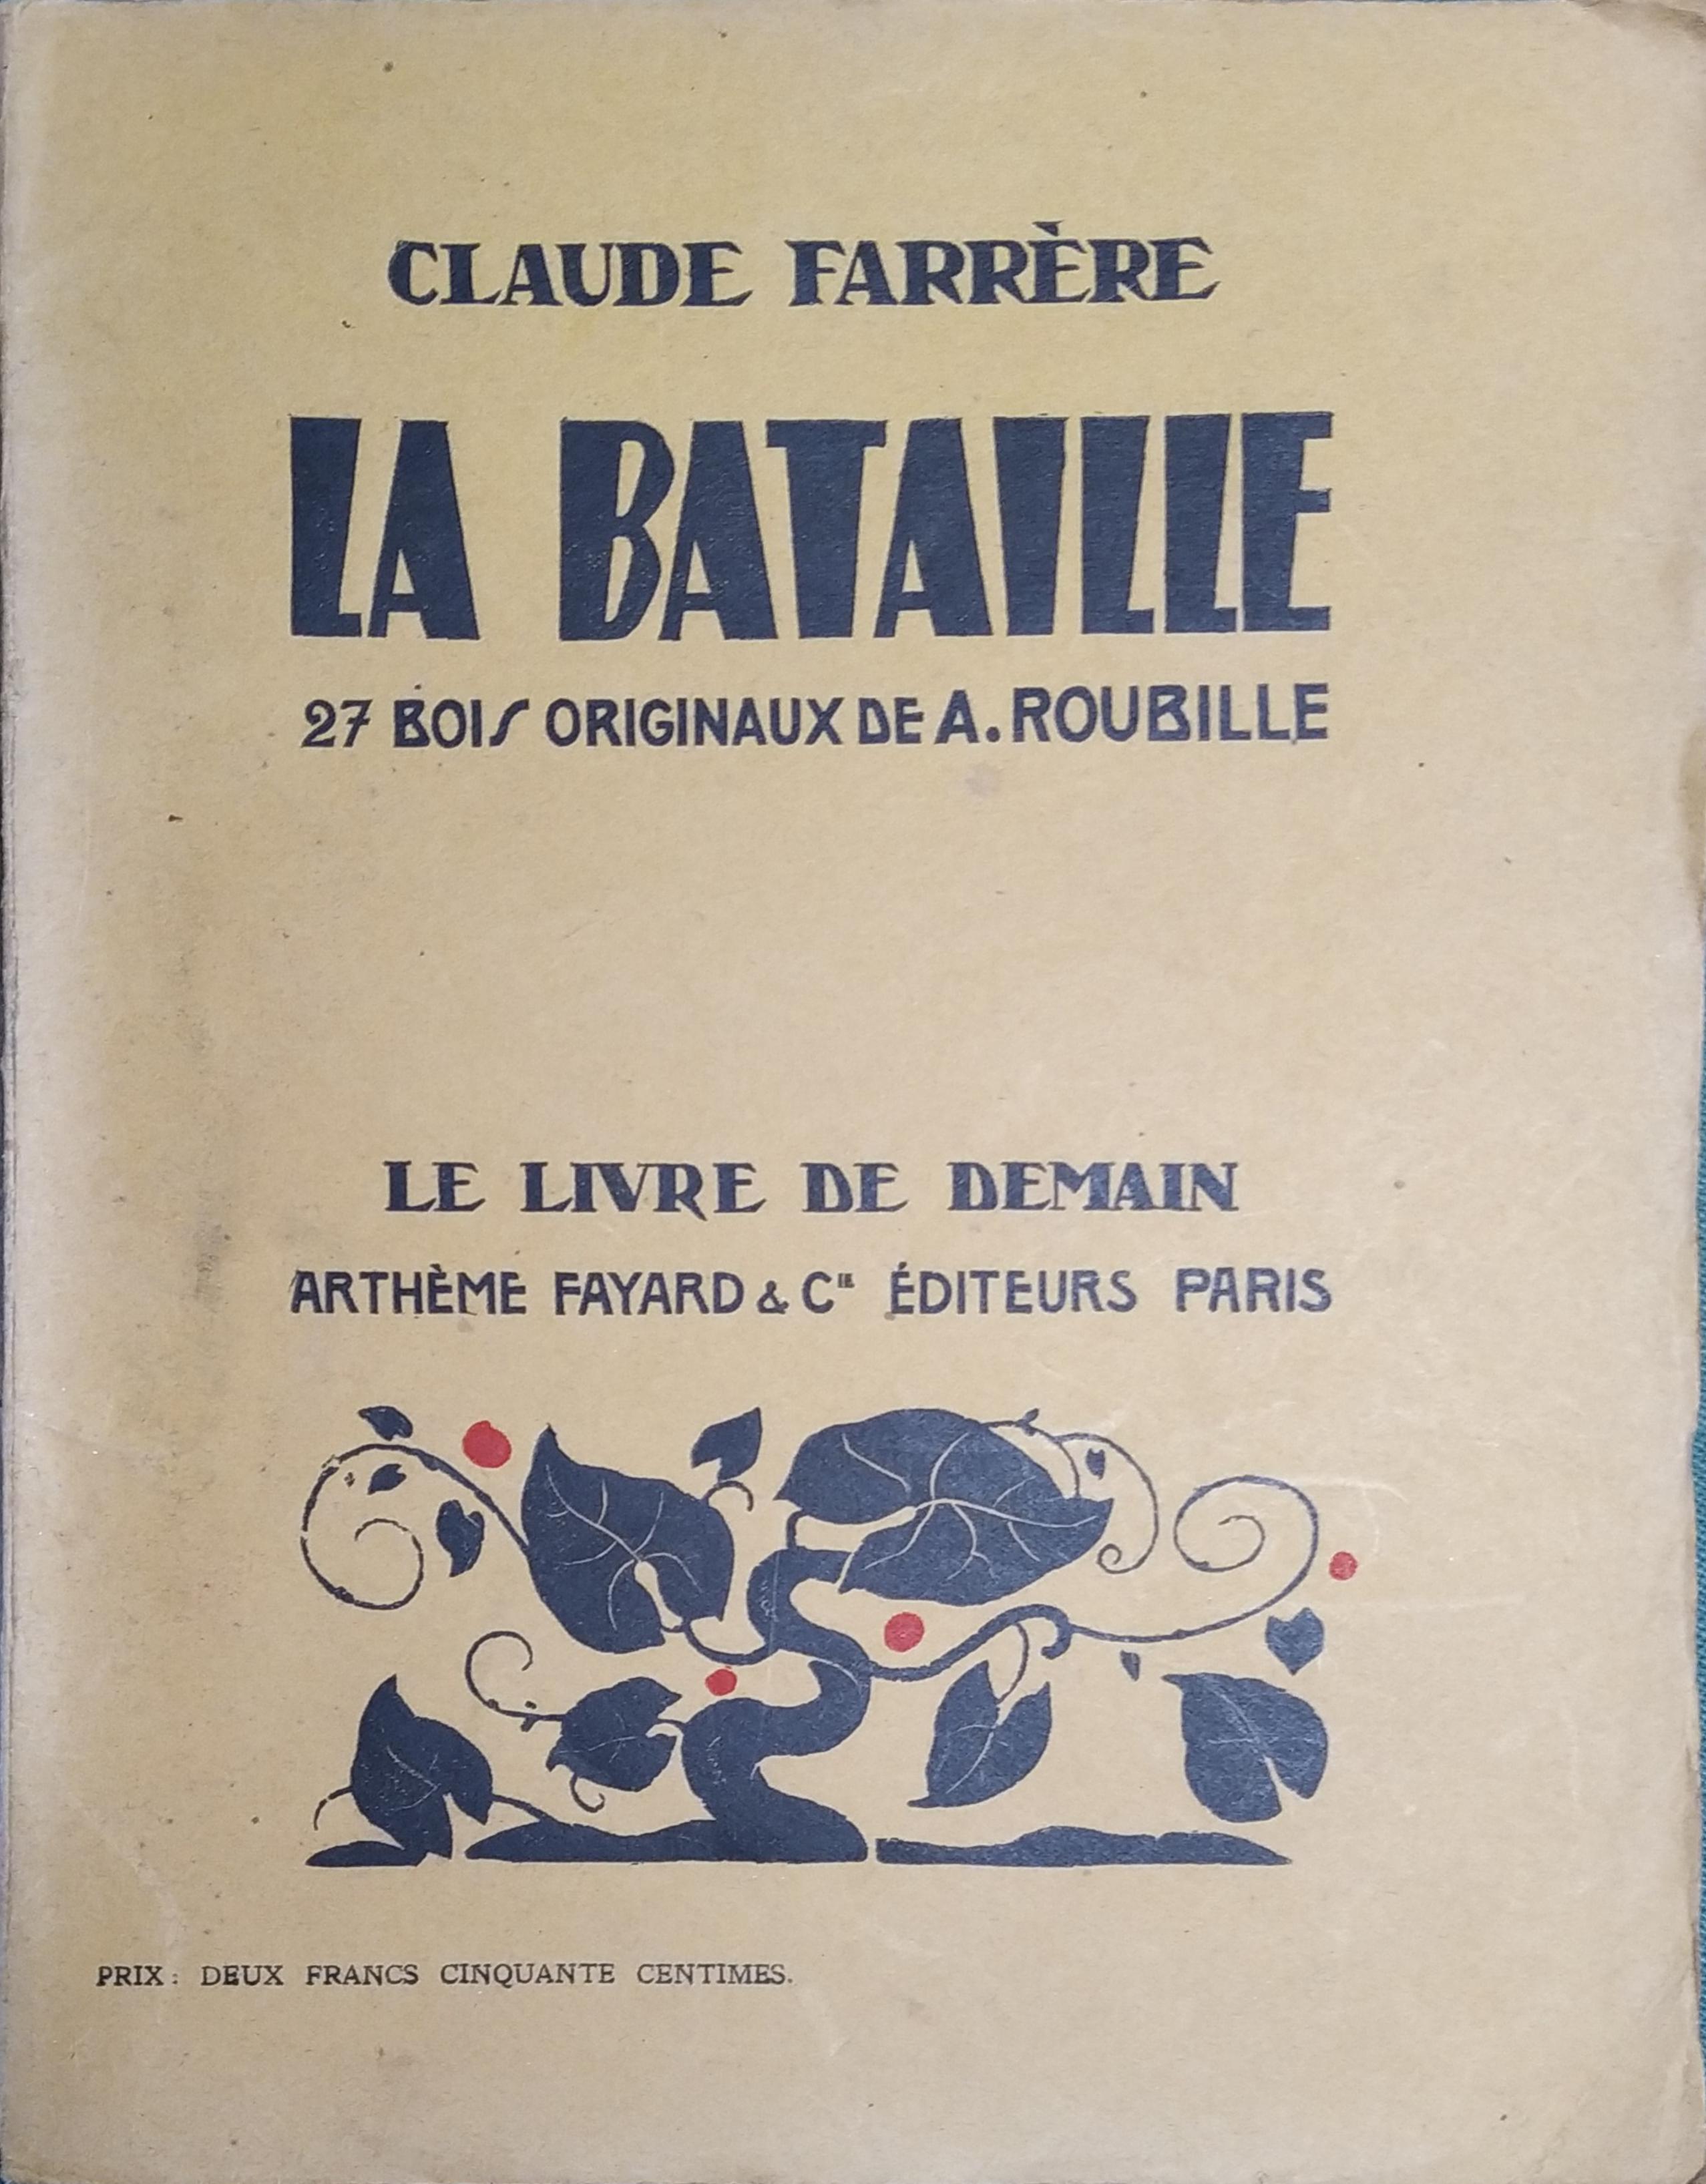 CLAUDE FARRÈRE
LA BATAILLE
27 BOIS ORIGINAUX DE A. ROUBILLE
LE LIVRE DE DEMAIN
ARTHÈME FAYARD & Cie ÉDITEURS PARIS
PRIX : DEUX FRANCS CINQUANTE CENTIMES.